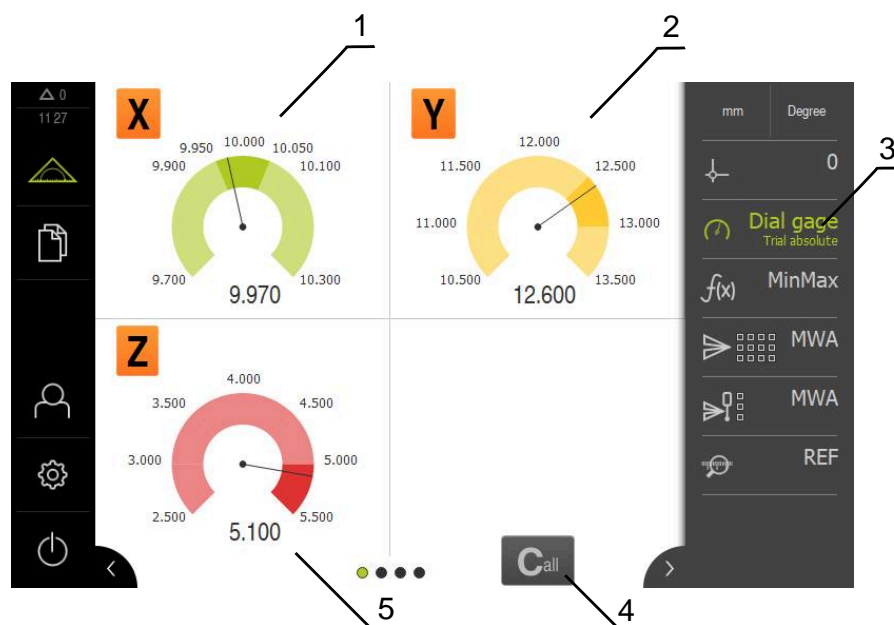 1
2
3
0
11 27
X
9.700
9.900
9.950
10.000
10.050
10.100
10.300
9.970
Y
10.500
11.000
11.500
12.000
12.500
13.000
13.500
12.600
Z
2.500
3.000
3.500
4.000
4.500
5.000
5.500
5.100
mm
Degree
0
Dial gage
Trial absolute
f(x)
MinMax
MWA
MWA
REF
Call
5
4